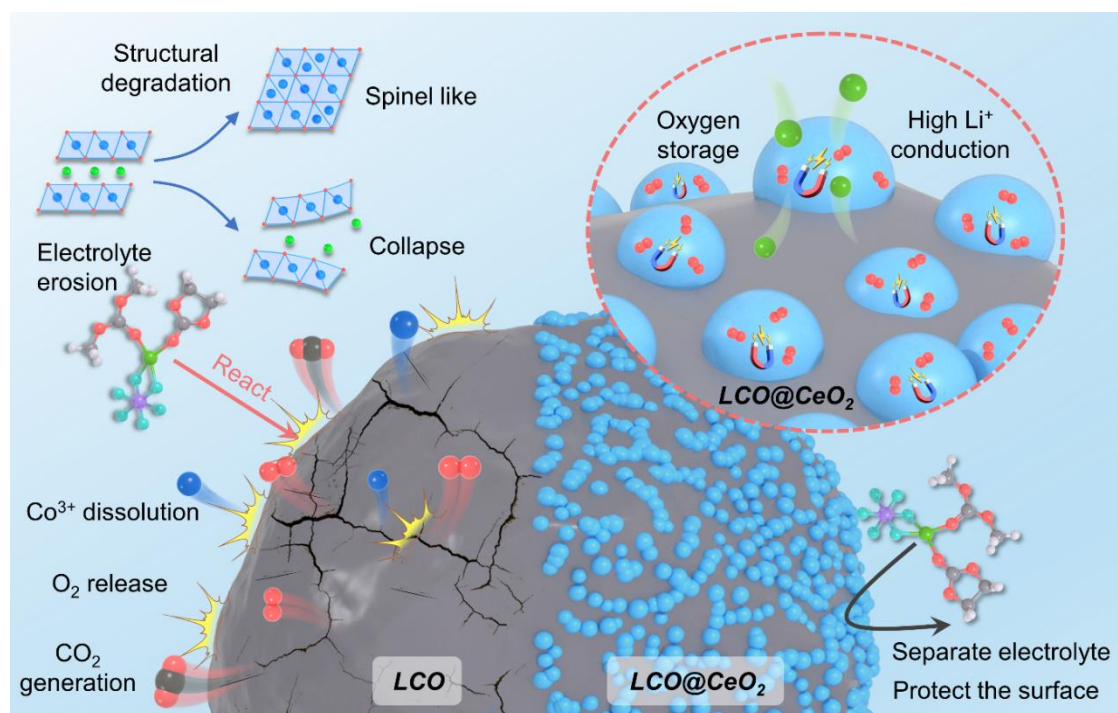 Structural
degradation
Spinel like
Collapse
Electrolyte
erosion
React
Co³⁺ dissolution
O₂ release
CO₂
generation
LCO
Oxygen
storage
High Li⁺
conduction
LCO@CeO₂
LCO@CeO₂
Separate electrolyte
Protect the surface